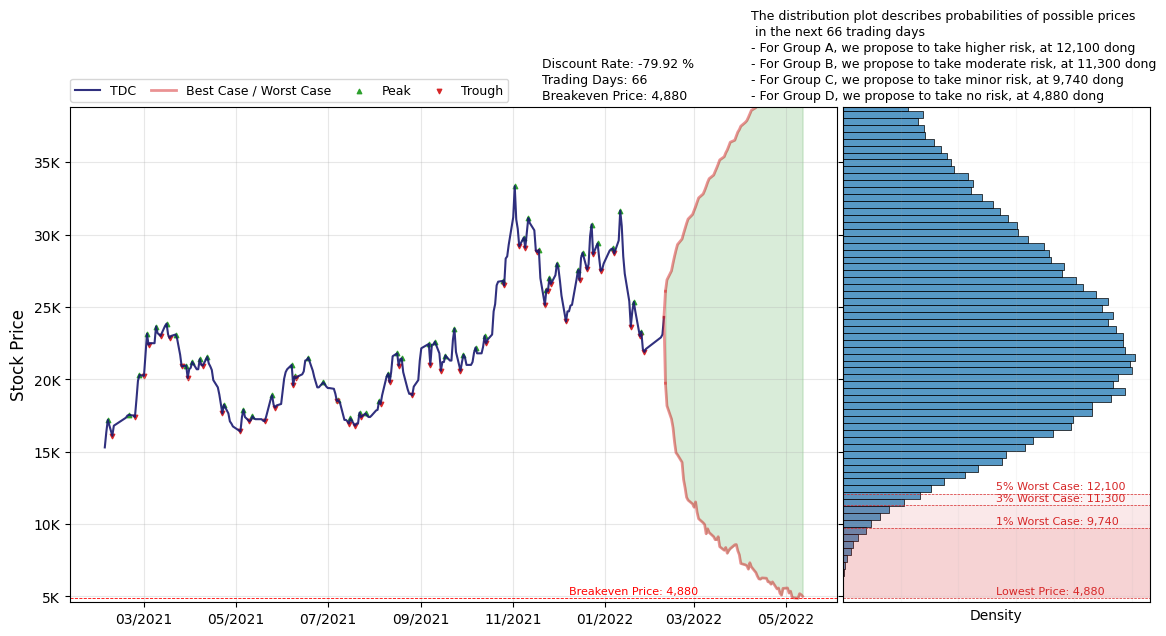 The distribution plot describes probabilities of possible prices
in the next 66 trading days
- For Group A, we propose to take higher risk, at 12,100 dong
- For Group B, we propose to take moderate risk, at 11,300 dong
- For Group C, we propose to take minor risk, at 9,740 dong
- For Group D, we propose to take no risk, at 4,880 dong
Discount Rate: -79.92 %
Trading Days: 66
Breakeven Price: 4,880
TDC
Best Case / Worst Case
Peak
Trough
Stock Price
35K
30K
25K
20K
15K
10K
5K
Breakeven Price: 4,880
03/2021
05/2021
07/2021
09/2021
11/2021
01/2022
03/2022
05/2022
5% Worst Case: 12,100
3% Worst Case: 11,300
1% Worst Case: 9,740
Lowest Price: 4,880
Density